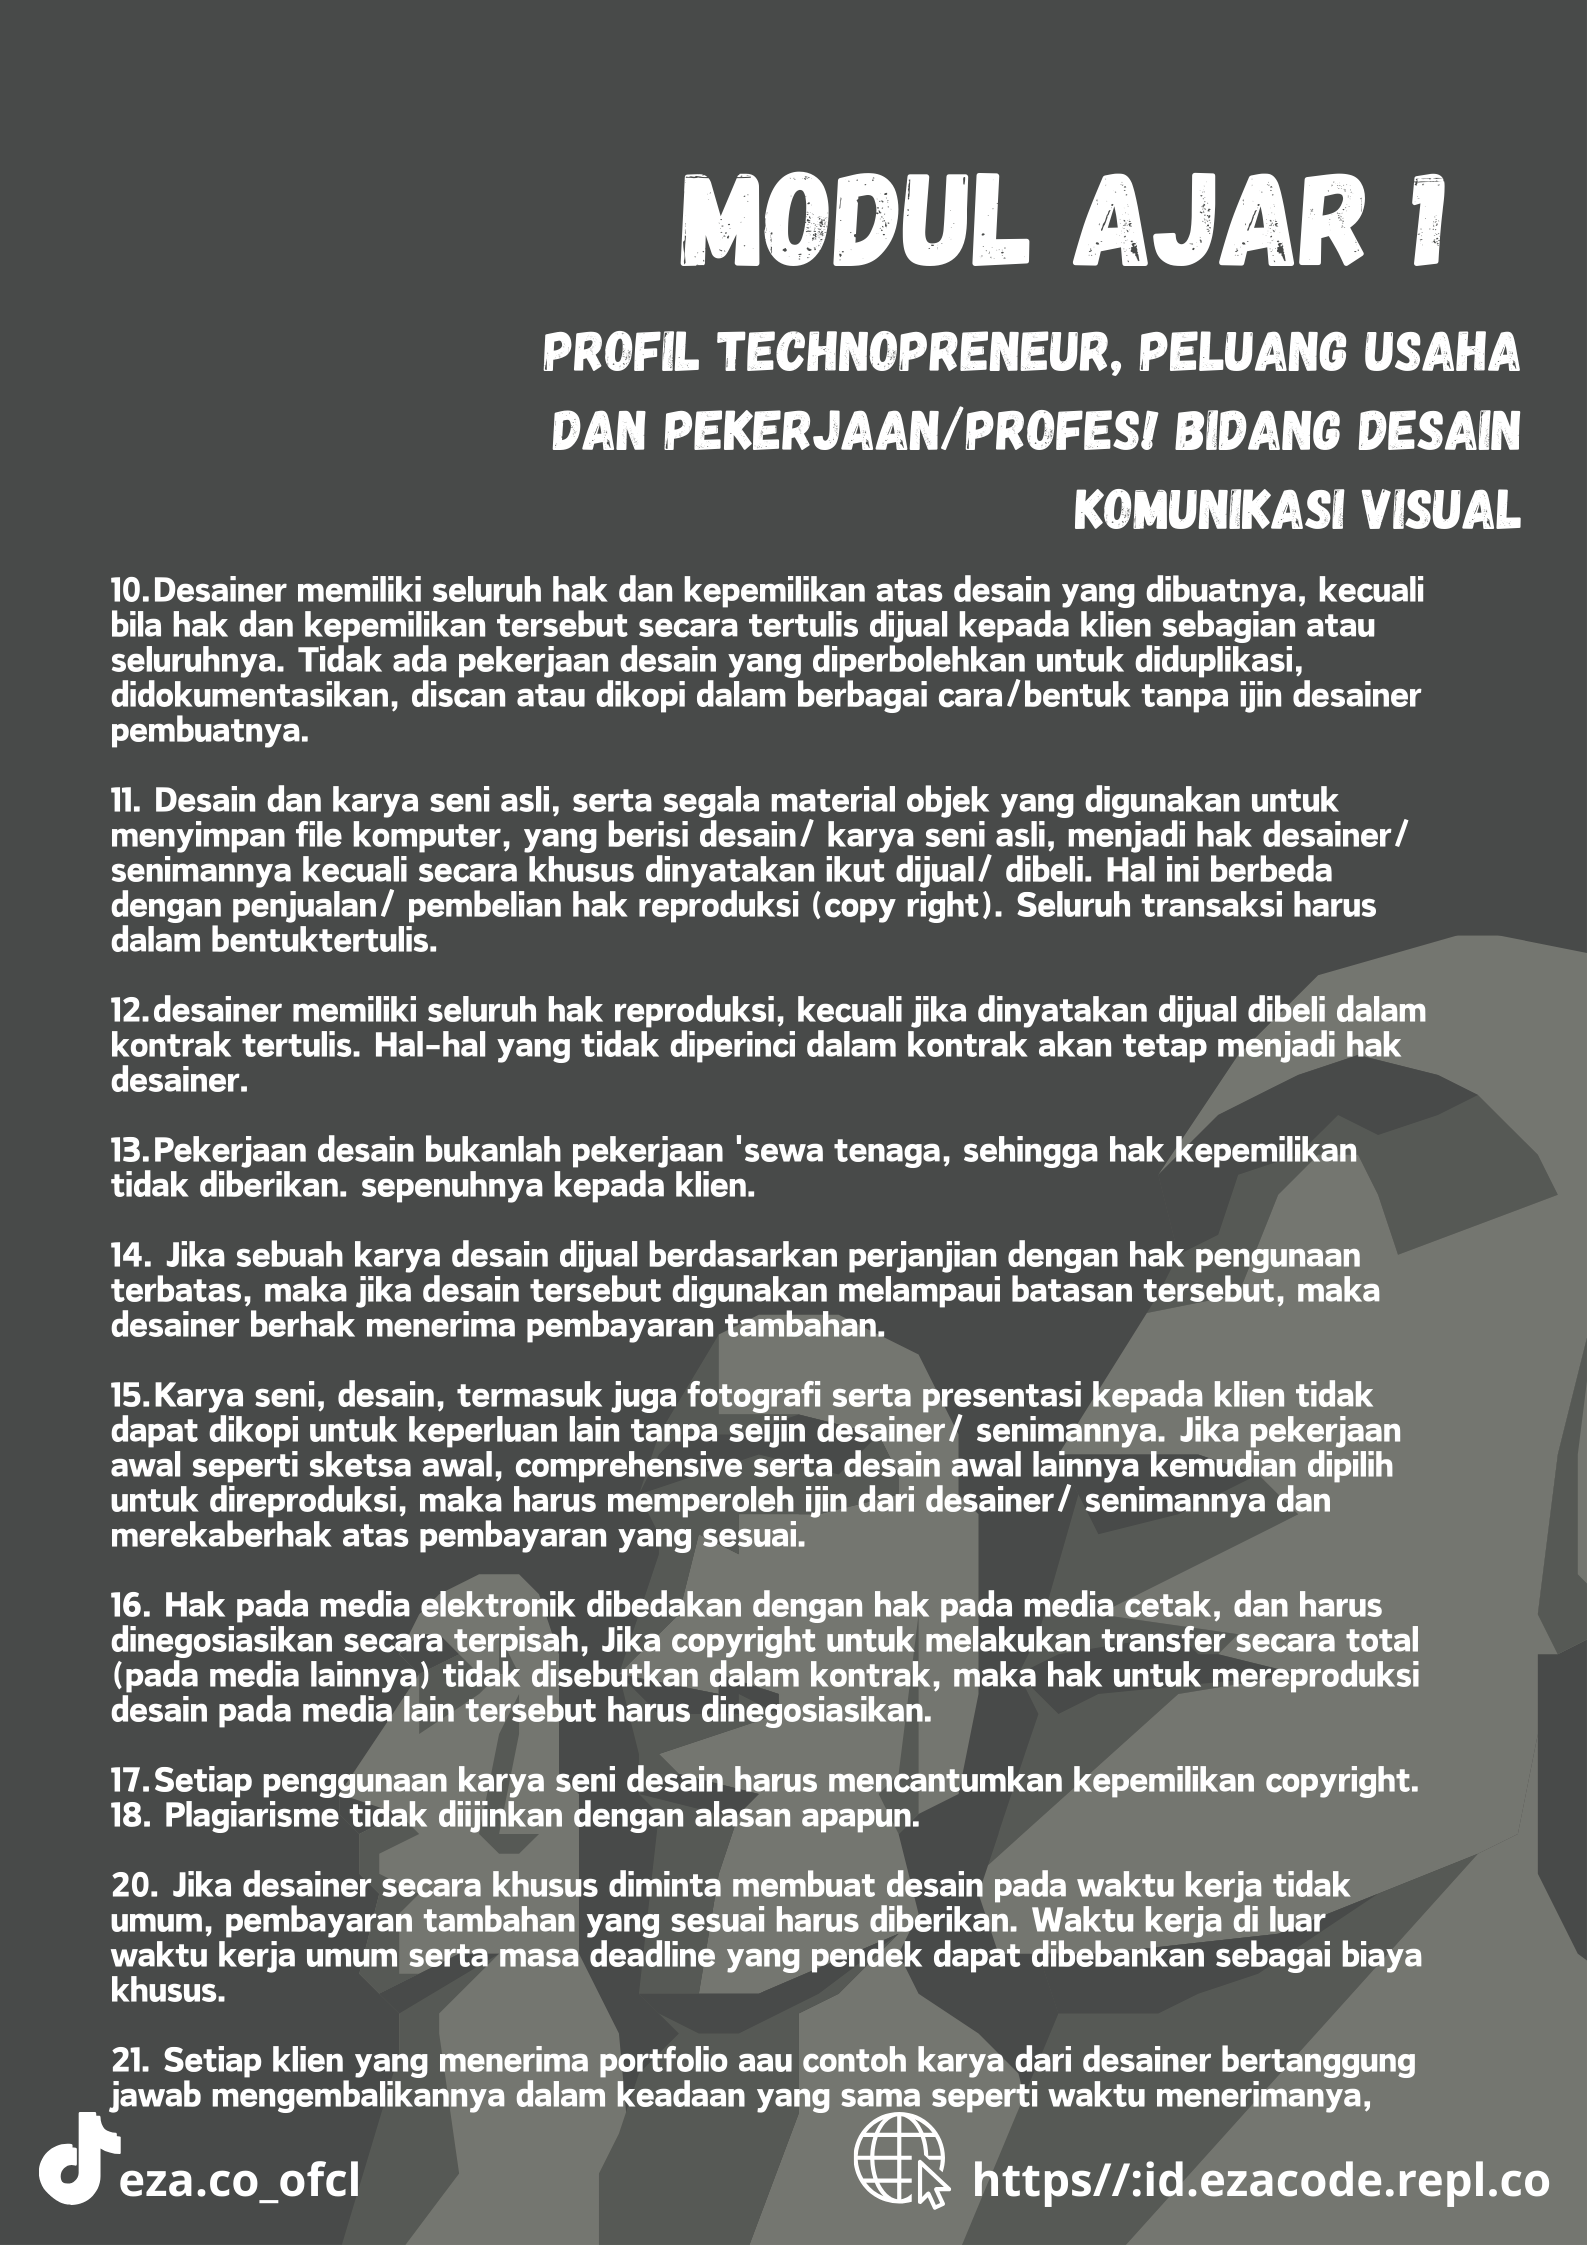 MODUL AJAR 1
PROFIL TECHNOPRENEUR, PELUANG USAHA
DAN PEKERJAAN/PROFES! BIDANG DESAIN
KOMUNIKASI VISUAL
10.Desainer memiliki seluruh hak dan kepemilikan atas desain yang dibuatnya, kecuali
bila hak dan kepemilikan tersebut secara tertulis dijual kepada klien sebagian atau
seluruhnya. Tidak ada pekerjaan desain yang diperbolehkan untuk diduplikasi,
didokumentasikan, discan atau dikopi dalam berbagai cara/bentuk tanpa ijin desainer
pembuatnya.
11. Desain dan karya seni asli, serta segala material objek yang digunakan untuk
menyimpan file komputer, yang berisi desain/ karya seni asli, menjadi hak desainer/
senimannya kecuali secara khusus dinyatakan ikut dijual/ dibeli. Hal ini berbeda
dengan penjualan/ pembelian hak reproduksi (copy right). Seluruh transaksi harus
dalam bentuktertulis.
12.desainer memiliki seluruh hak reproduksi, kecuali jika dinyatakan dijual dibeli dalam
kontrak tertulis. Hal-hal yang tidak diperinci dalam kontrak akan tetap menjadi hak
desainer.
13.Pekerjaan desain bukanlah pekerjaan 'sewa tenaga, sehingga hak kepemilikan
tidak diberikan. sepenuhnya kepada klien.
14. Jika sebuah karya desain dijual berdasarkan perjanjian dengan hak pengunaan
terbatas, maka jika desain tersebut digunakan melampaui batasan tersebut, maka
desainer berhak menerima pembayaran tambahan.
15.Karya seni, desain, termasuk juga fotografi serta presentasi kepada klien tidak
dapat dikopi untuk keperluan lain tanpa seijin desainer/ senimannya. Jika pekerjaan
awal seperti sketsa awal, comprehensive serta desain awal lainnya kemudian dipilih
untuk direproduksi, maka harus memperoleh ijin dari desainer/ senimannya dan
merekaberhak atas pembayaran yang sesuai.
16. Hak pada media elektronik dibedakan dengan hak pada media cetak, dan harus
dinegosiasikan secara terpisah, Jika copyright untuk melakukan transfer secara total
(pada media lainnya) tidak disebutkan dalam kontrak, maka hak untuk mereproduksi
desain pada media lain tersebut harus dinegosiasikan.
17.Setiap penggunaan karya seni desain harus mencantumkan kepemilikan copyright.
18. Plagiarisme tidak diijinkan dengan alasan apapun.
20. Jika desainer secara khusus diminta membuat desain pada waktu kerja tidak
umum, pembayaran tambahan yang sesuai harus diberikan. Waktu kerja di luar
waktu kerja umum serta masa deadline yang pendek dapat dibebankan sebagai biaya
khusus.
21. Setiap klien yang menerima portfolio aau contoh karya dari desainer bertanggung
jawab mengembalikannya dalam keadaan yang sama seperti waktu menerimanya,
eza.co_ofcl
https//:id.ezacode.repl.co